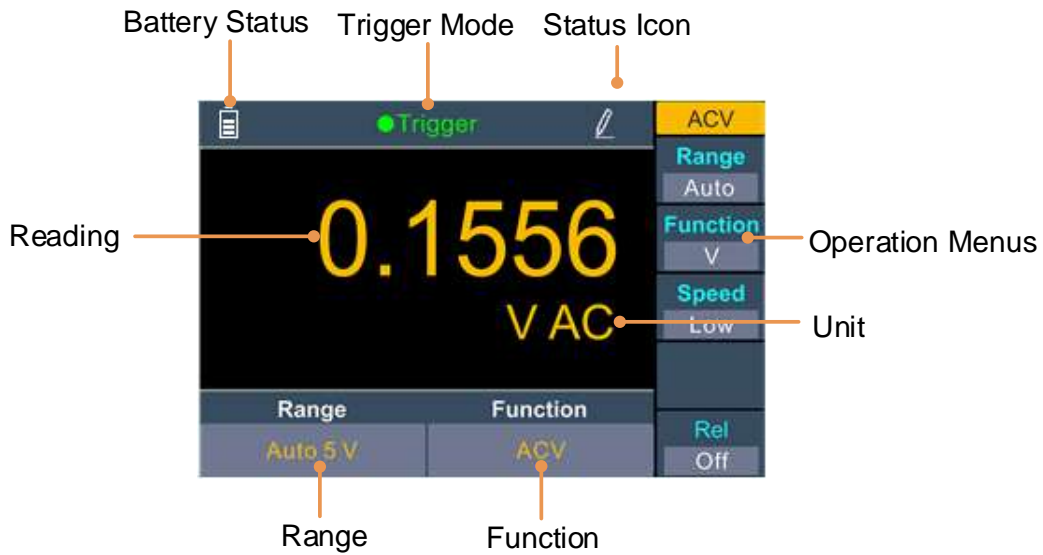 Battery Status
Trigger Mode
Status Icon
Trigger
ACV
Range
Auto
Function
V
Speed
Low
Rel
Off
Reading
0.1556
V AC
Operation Menus
Unit
Range
Function
Auto 5 V
ACV
Range
Function